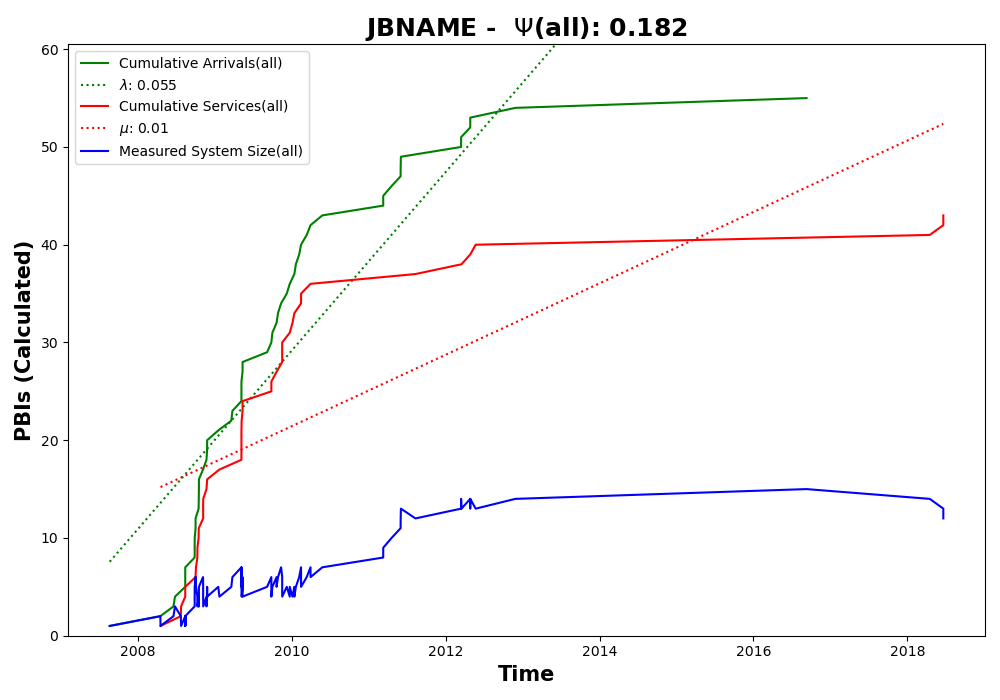 JBNAME - Ψ(all): 0.182
Cumulative Arrivals(all)
λ: 0.055
Cumulative Services(all)
μ: 0.01
Measured System Size(all)
PBIs (Calculated)
60
50
40
30
20
10
0
2008 2010 2012 2014 2016 2018
Time